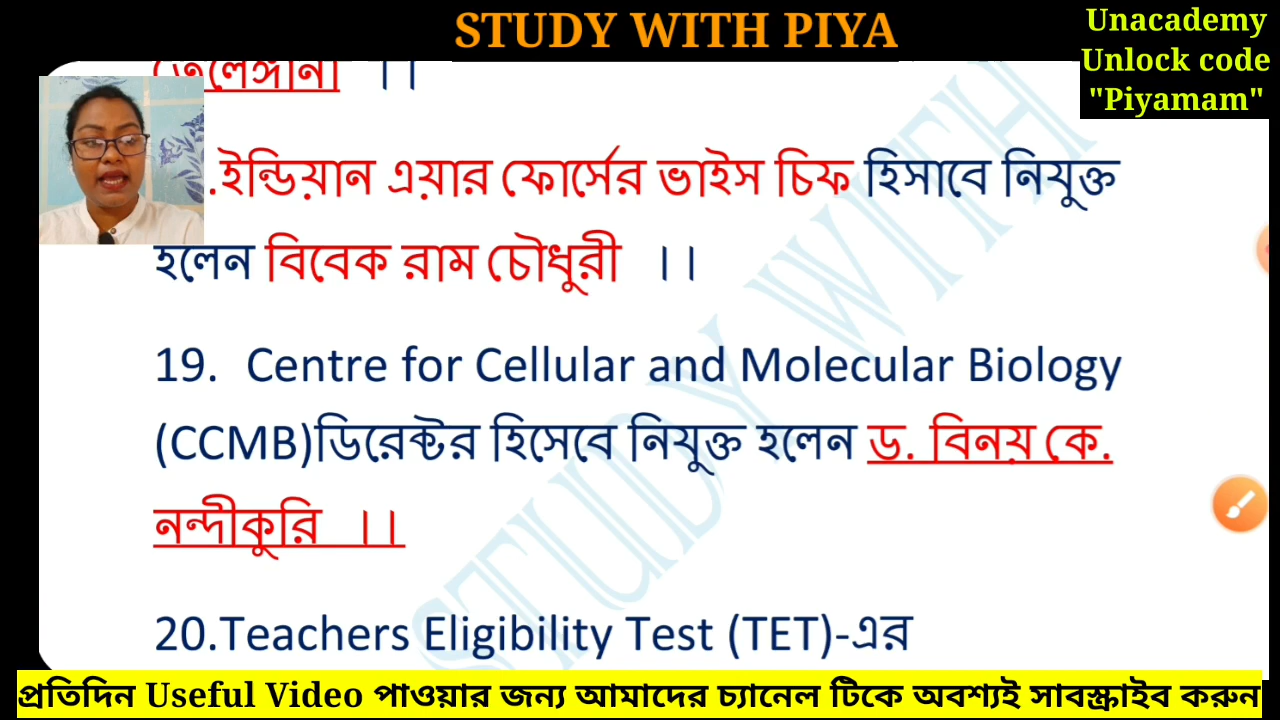 STUDY WITH PIYA
Unacademy
Unlock code
"Piyamam"
তেলেঙ্গানা ।।
.ইন্ডিয়ান এয়ার ফোর্সের ভাইস চিফ হিসাবে নিযুক্ত
হলেন বিবেক রাম চৌধুরী ।।
19. Centre for Cellular and Molecular Biology
(CCMB)ডিরেক্টর হিসেবে নিযুক্ত হলেন ড. বিনয় কে.
নন্দীকুরি ।।
20.Teachers Eligibility Test (TET)-এর
STUDY WITH
প্রতিদিন Useful Video পাওয়ার জন্য আমাদের চ্যানেল টিকে অবশ্যই সাবস্ক্রাইব করুন